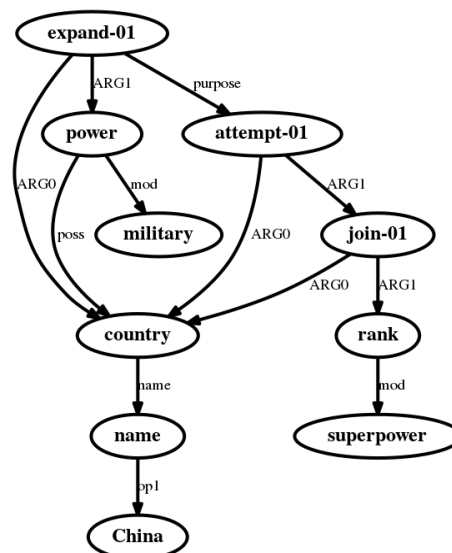 expand-01
ARG1
purpose
power
attempt-01
ARG0
mod
ARG1
poss
military
ARG0
join-01
ARG0
ARG1
country
rank
name
mod
name
superpower
op1
China